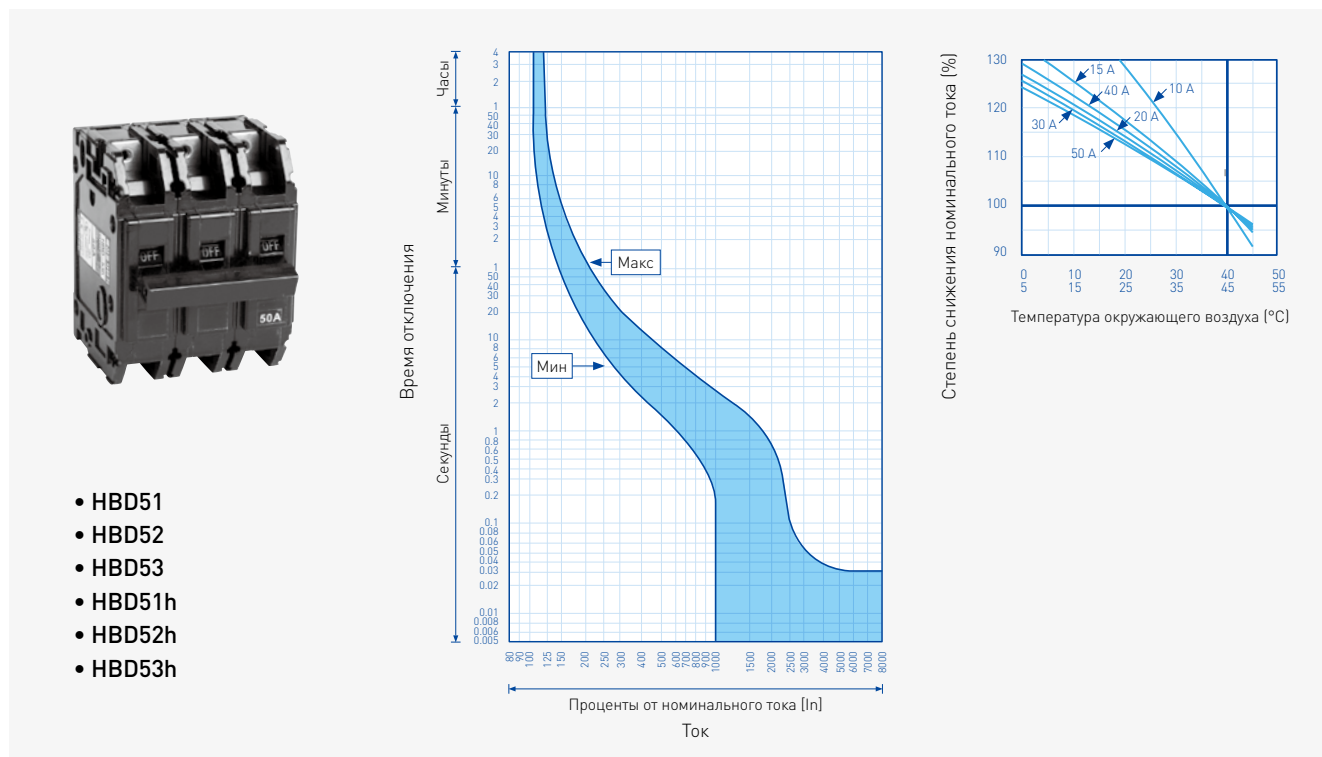 OFF
OFF
OFF
50A
• HBD51
• HBD52
• HBD53
• HBD51h
• HBD52h
• HBD53h
Время отключения
Часы
Минуты
Секунды
4
3
2
1
50
40
30
20
10
8
6
5
4
3
2
1
50
40
30
20
10
8
6
5
4
3
2
1
0.8
0.6
0.5
0.4
0.3
0.2
0.1
0.08
0.06
0.05
0.04
0.03
0.02
0.01
0.008
0.006
0.005
Макс
Мин
80 90 100 125 150 200 250 300 400 500 600 700 800 900 1000 1500 2000 2500 3000 4000 5000 6000 7000 8000
Проценты от номинального тока [In]
Ток
Степень снижения номинального тока (%)
130
120
110
100
90
15 A
40 A
10 A
20 A
30 A
50 A
0 10 20 30 40 50
5 15 25 35 45 55
Температура окружающего воздуха (°C)